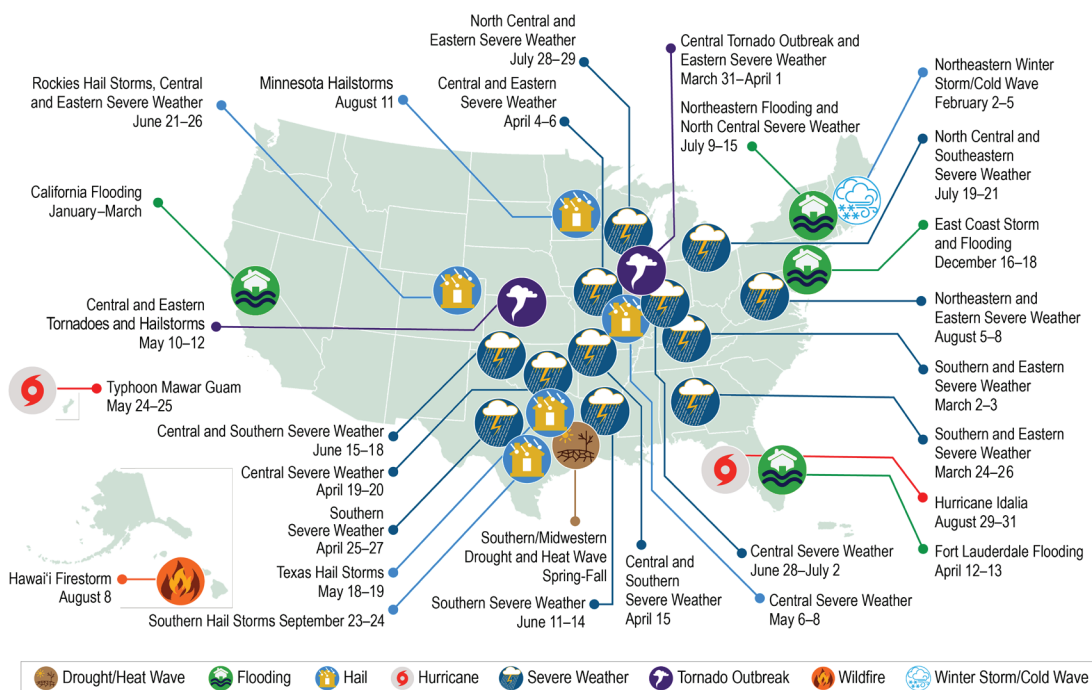 North Central and
Eastern Severe Weather
July 28–29
Central Tornado Outbreak and
Eastern Severe Weather
March 31–April 1
Northeastern Winter
Storm/Cold Wave
February 2–5
Rockies Hail Storms, Central
and Eastern Severe Weather
June 21–26
Minnesota Hailstorms
August 11
Central and Eastern
Severe Weather
April 4–6
Northeastern Flooding and
North Central Severe Weather
July 9–15
North Central and
Southeastern
Severe Weather
July 19–21
California Flooding
January–March
East Coast Storm
and Flooding
December 16–18
Central and Eastern
Tornadoes and Hailstorms
May 10–12
Northeastern and
Eastern Severe Weather
August 5–8
Typhoon Mawar Guam
May 24–25
Southern and Eastern
Severe Weather
March 2–3
Central and Southern Severe Weather
June 15–18
Southern and Eastern
Severe Weather
March 24–26
Central Severe Weather
April 19–20
Hurricane Idalia
August 29–31
Southern
Severe Weather
April 25–27
Southern/Midwestern
Drought and Heat Wave
Spring-Fall
Central and
Southern
Severe Weather
April 15
Central Severe Weather
June 28–July 2
Fort Lauderdale Flooding
April 12–13
Hawai‘i Firestorm
August 8
Texas Hail Storms
May 18–19
Southern Severe Weather
June 11–14
Central Severe Weather
May 6–8
Southern Hail Storms September 23–24
Drought/Heat Wave
Flooding
Hail
Hurricane
Severe Weather
Tornado Outbreak
Wildfire
Winter Storm/Cold Wave